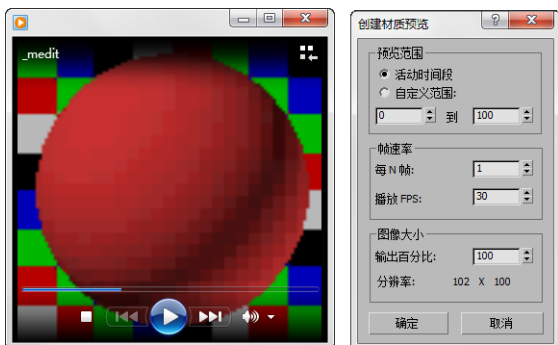 _medit
创建材质预览
预览范围
活动时间段
自定义范围:
0 到 100
帧速率
每 N 帧: 1
播放 FPS: 30
图像大小
输出百分比: 100
分辨率: 102 X 100
确定 取消